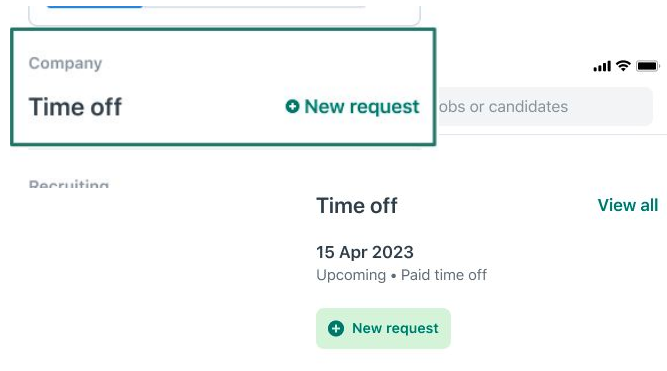 Company
Time off
New request
obs or candidates
Recruiting
Time off
View all
15 Apr 2023
Upcoming • Paid time off
New request